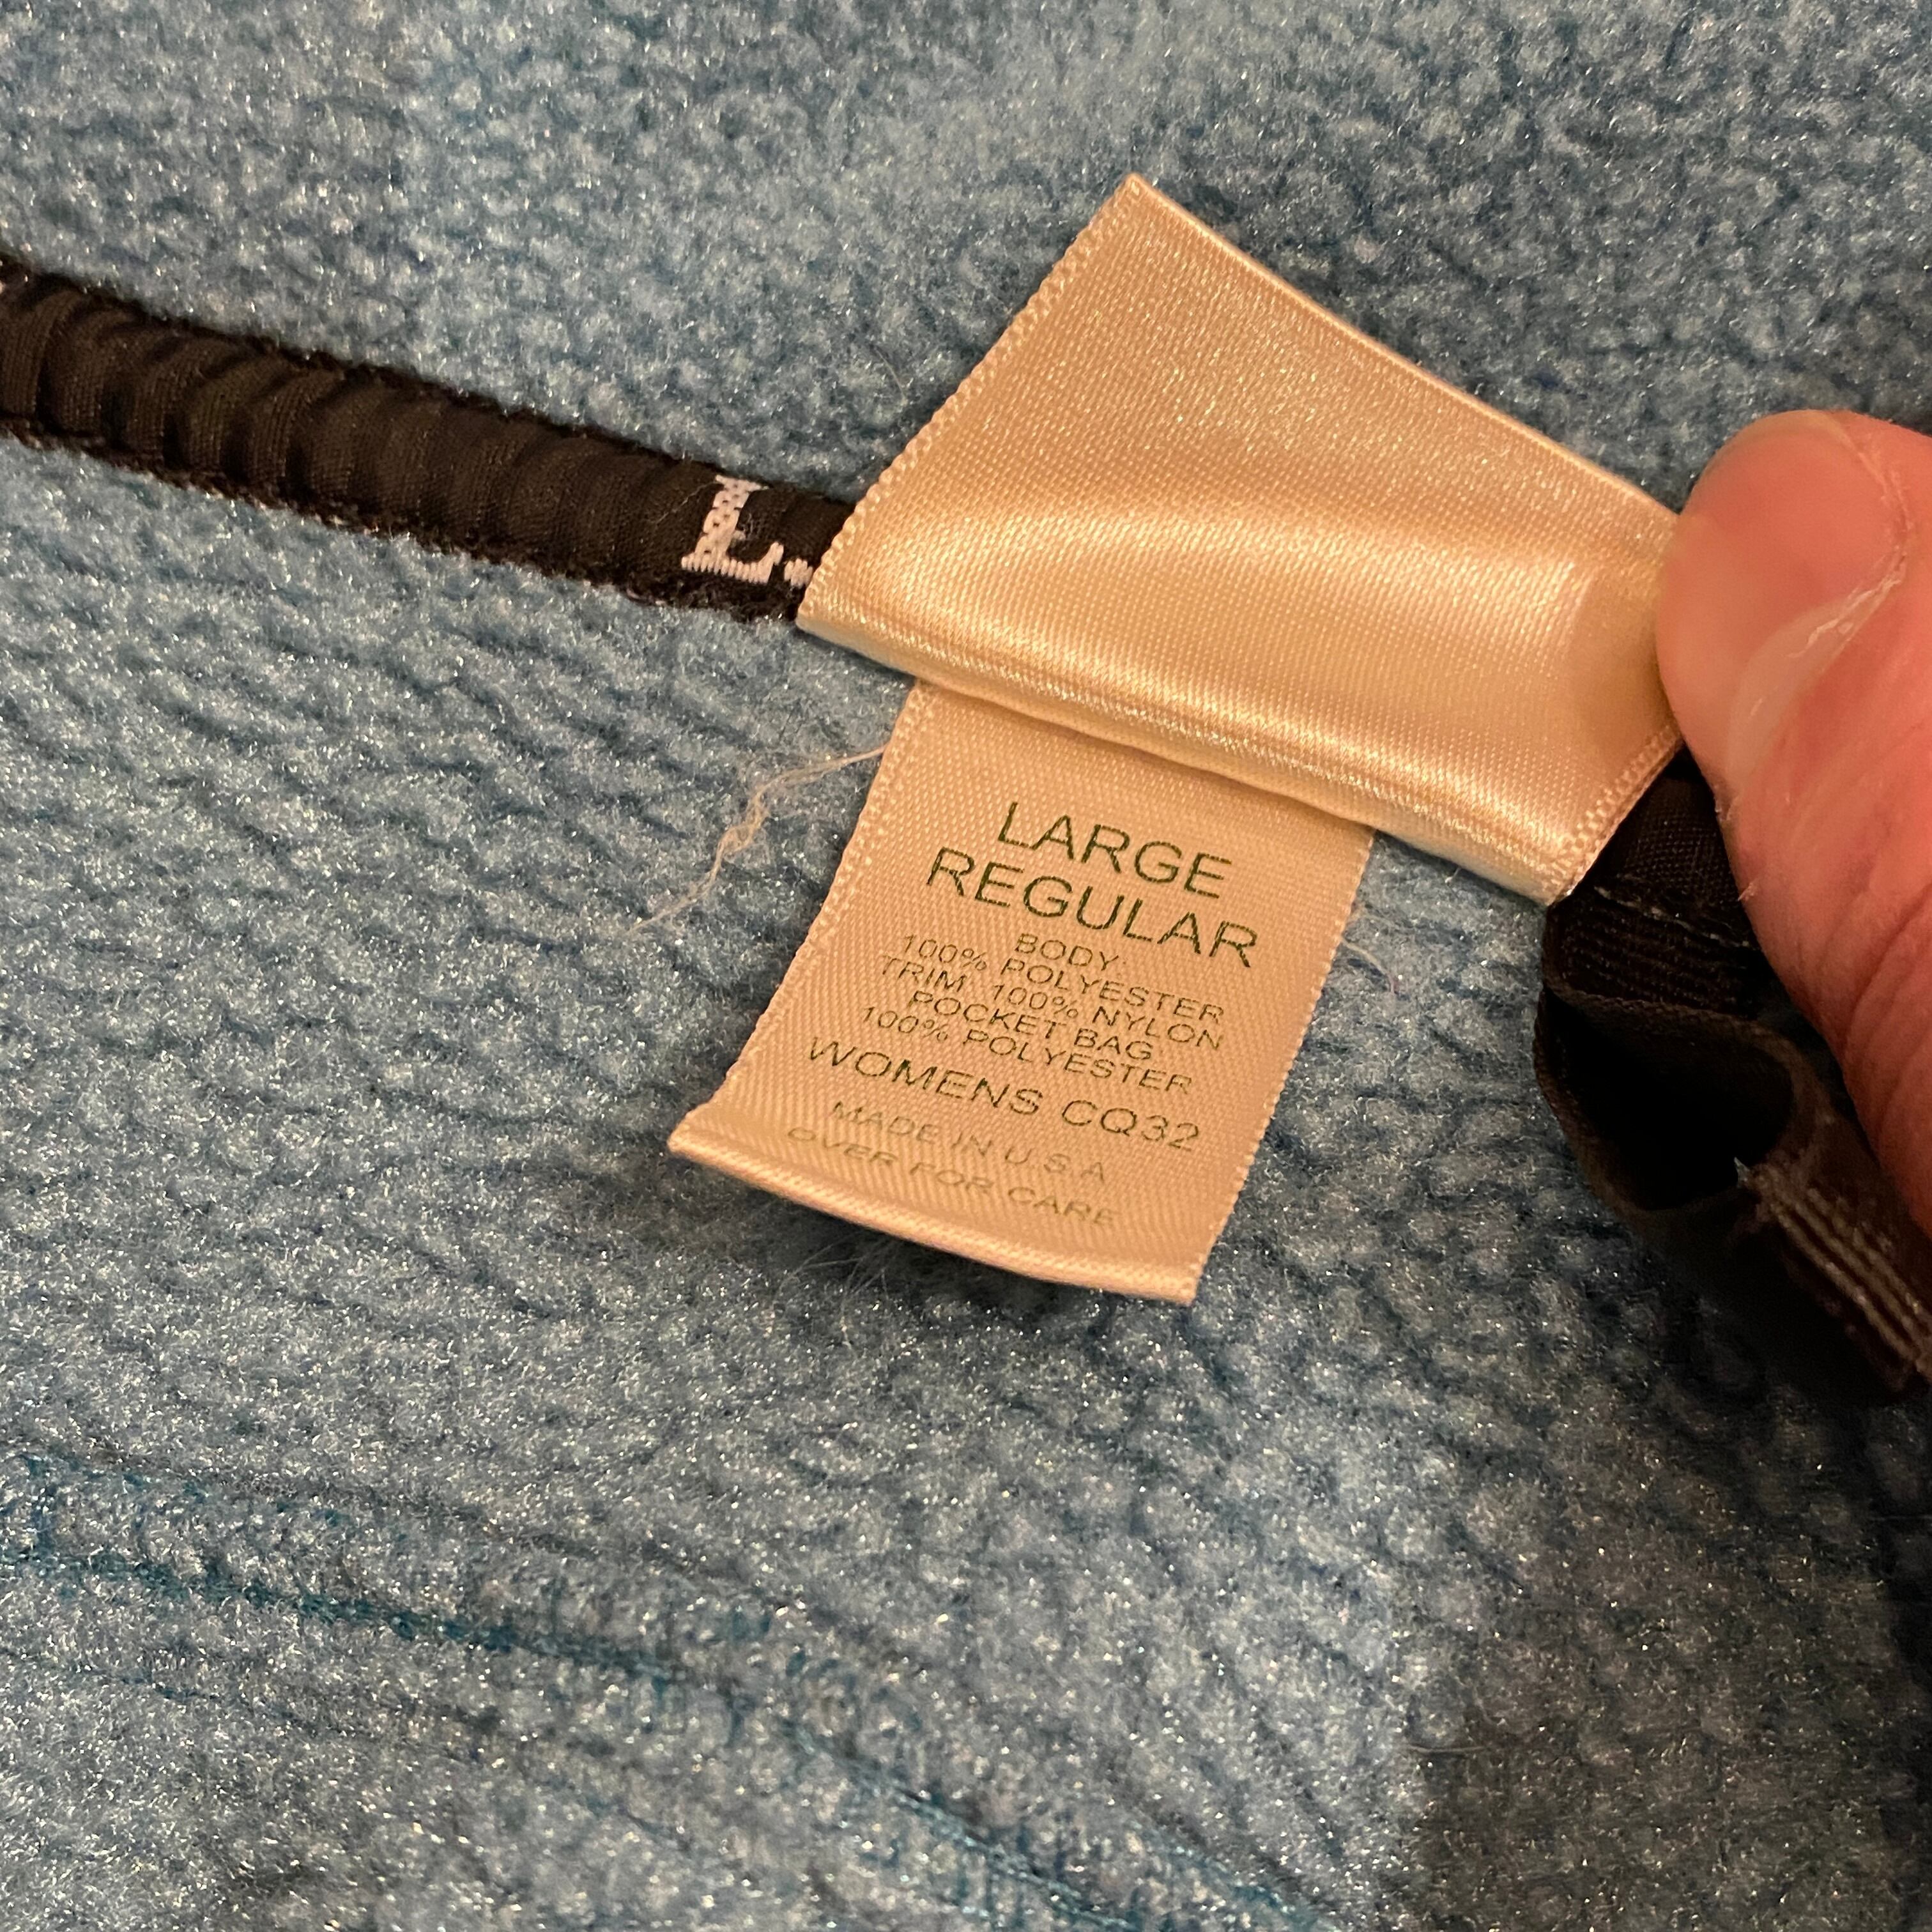 L.
LARGE
REGULAR
BODY:
100% POLYESTER
TRIM: 100% NYLON
POCKET BAG:
100% POLYESTER
WOMENS CQ32
MADE IN U.S.A
OVER FOR CARE